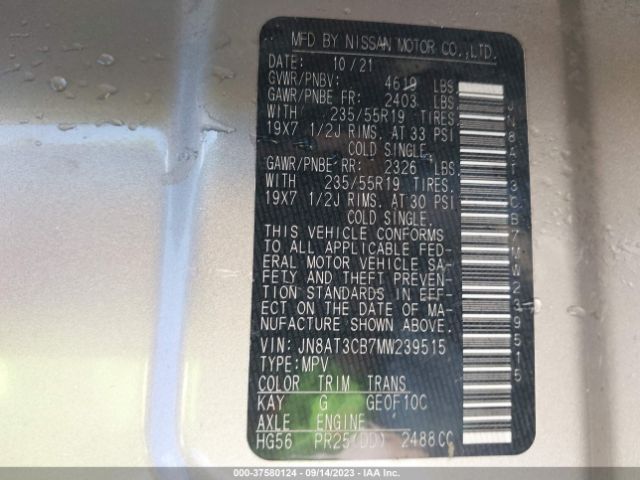 MFD BY NISSAN MOTOR CO.,LTD.
DATE: 10/21
GVWR/PNBV: 4619 LBS
GAWR/PNBE FR: 2403 LBS
WITH 235/55R19 TIRES.
19X7 1/2J RIMS. AT 33 PSI
COLD SINGLE.
GAWR/PNBE RR: 2326 LBS.
WITH 235/55R19 TIRES.
19X7 1/2J RIMS. AT 30 PSI
COLD SINGLE.
THIS VEHICLE CONFORMS
TO ALL APPLICABLE FED-
ERAL MOTOR VEHICLE SA-
FETY AND THEFT PREVEN-
TION STANDARDS IN EFF-
ECT ON THE DATE OF MA-
NUFACTURE SHOWN ABOVE.
VIN: JN8AT3CB7MW239515
TYPE:MPV
COLOR TRIM TRANS
KAY G GE0F10C
AXLE ENGINE
HG56 PR25(DD) 2488CC
JN8AT3CB7MW239515
000-37580124 - 09/14/2023 - IAA Inc.